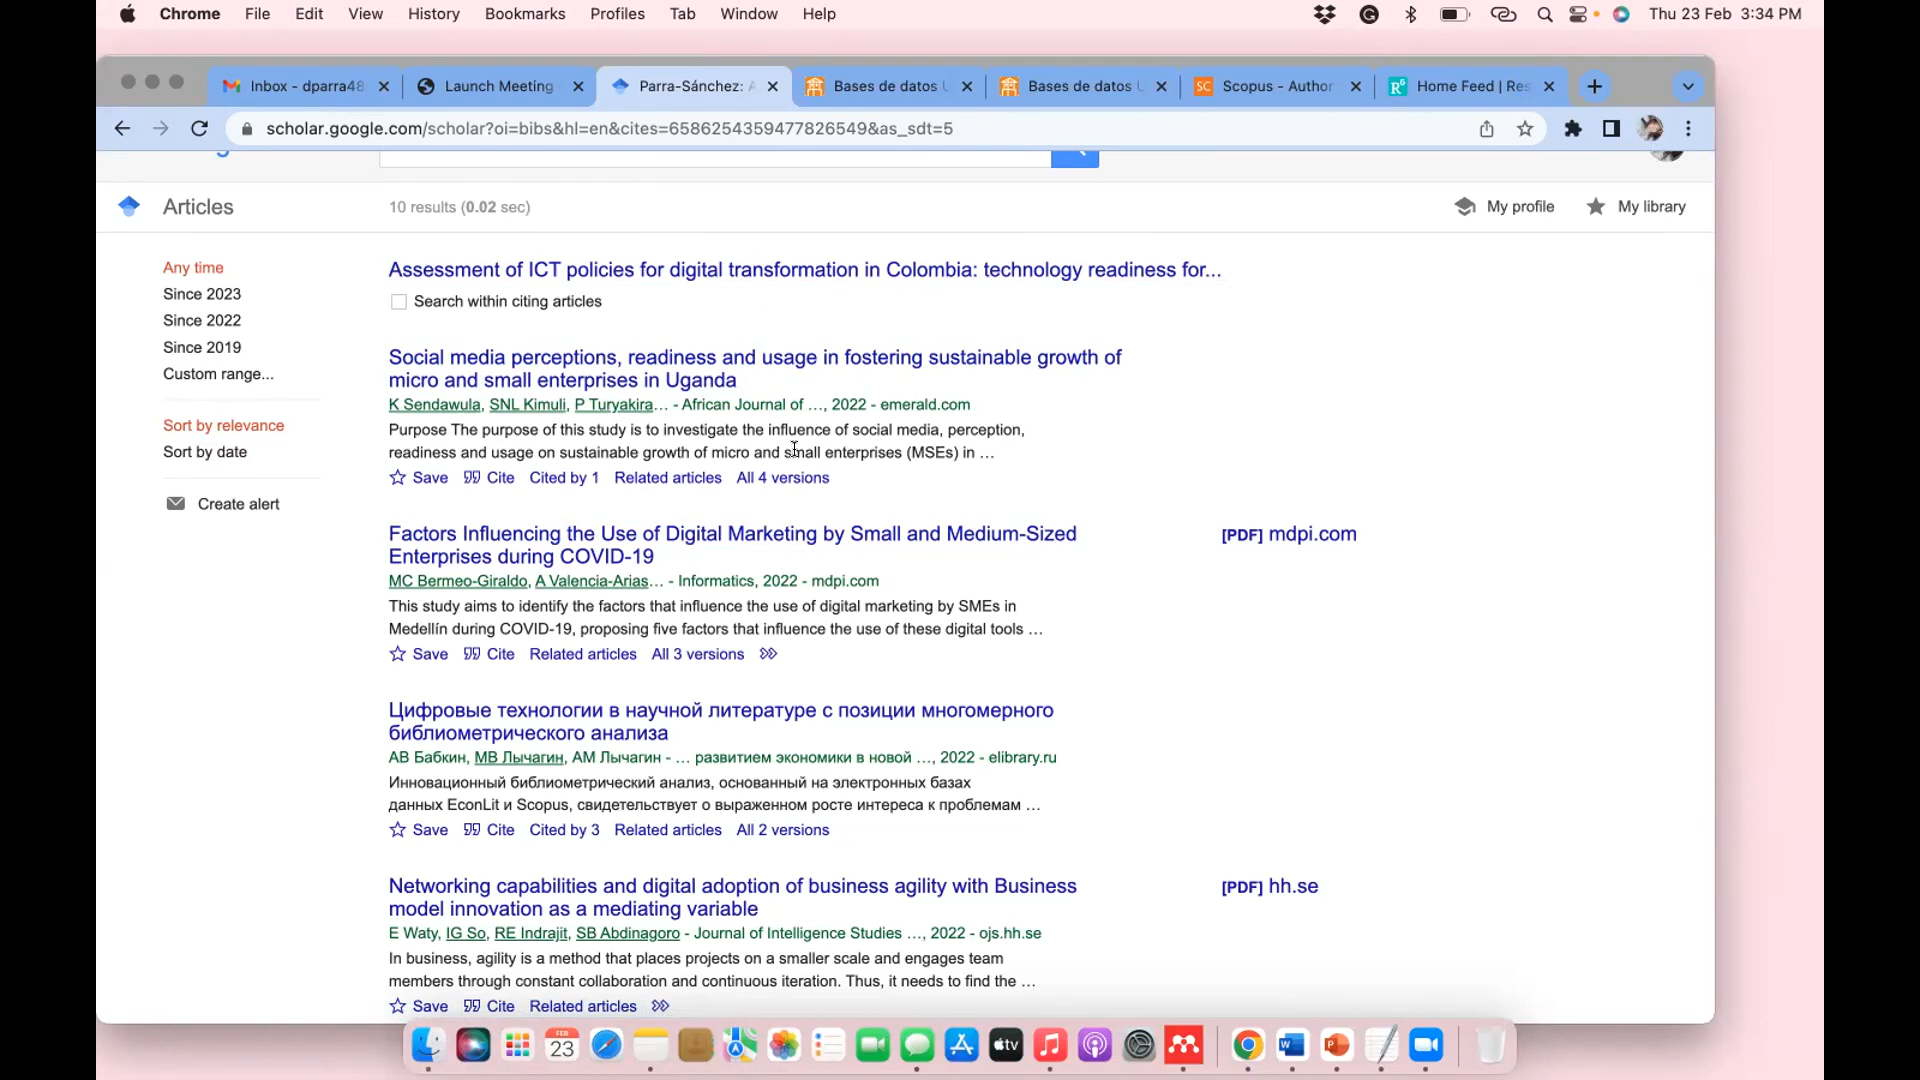 Chrome File Edit View History Bookmarks Profiles Tab Window Help Thu 23 Feb 3:34 PM
Inbox - dparra48 Launch Meeting Parra-Sánchez: Bases de datos Bases de datos SC Scopus - Author Home Feed | Res
scholar.google.com/scholar?oi=bibs&hl=en&cites=6586254359477826549&as_sdt=5
Articles 10 results (0.02 sec) My profile My library
Any time
Since 2023
Since 2022
Since 2019
Custom range...
Sort by relevance
Sort by date
Create alert
Assessment of ICT policies for digital transformation in Colombia: technology readiness for...
Search within citing articles
Social media perceptions, readiness and usage in fostering sustainable growth of
micro and small enterprises in Uganda
K Sendawula, SNL Kimuli, P Turyakira… - African Journal of …, 2022 - emerald.com
Purpose The purpose of this study is to investigate the influence of social media, perception,
readiness and usage on sustainable growth of micro and small enterprises (MSEs) in …
Save Cite Cited by 1 Related articles All 4 versions
Factors Influencing the Use of Digital Marketing by Small and Medium-Sized
Enterprises during COVID-19
[PDF] mdpi.com
MC Bermeo-Giraldo, A Valencia-Arias… - Informatics, 2022 - mdpi.com
This study aims to identify the factors that influence the use of digital marketing by SMEs in
Medellín during COVID-19, proposing five factors that influence the use of these digital tools …
Save Cite Related articles All 3 versions
Цифровые технологии в научной литературе с позиции многомерного
библиометрического анализа
АВ Бабкин, МВ Лычагин, АМ Лычагин - … развитием экономики в новой …, 2022 - elibrary.ru
Инновационный библиометрический анализ, основанный на электронных базах
данных EconLit и Scopus, свидетельствует о выраженном росте интереса к проблемам …
Save Cite Cited by 3 Related articles All 2 versions
Networking capabilities and digital adoption of business agility with Business
model innovation as a mediating variable
[PDF] hh.se
E Waty, IG So, RE Indrajit, SB Abdinagoro - Journal of Intelligence Studies …, 2022 - ojs.hh.se
In business, agility is a method that places projects on a smaller scale and engages team
members through constant collaboration and continuous iteration. Thus, it needs to find the …
Save Cite Related articles
FEB
23
tv
W
P